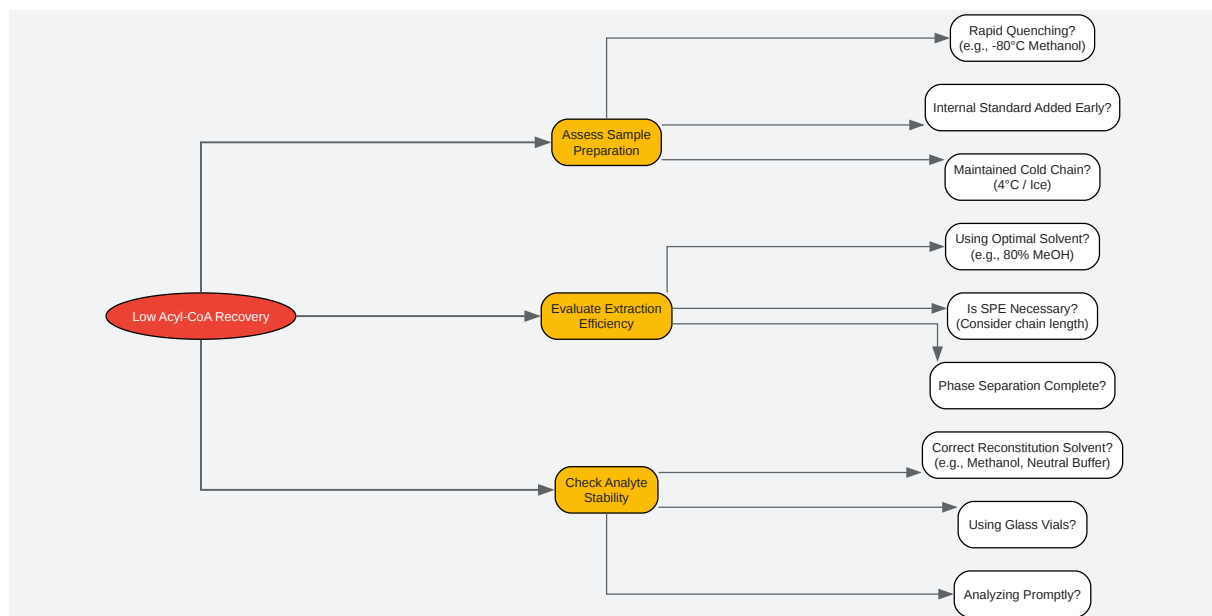 Rapid Quenching?
(e.g., -80°C Methanol)
Internal Standard Added Early?
Assess Sample
Preparation
Maintained Cold Chain?
(4°C / Ice)
Using Optimal Solvent?
(e.g., 80% MeOH)
Low Acyl-CoA Recovery
Evaluate Extraction
Efficiency
Is SPE Necessary?
(Consider chain length)
Phase Separation Complete?
Correct Reconstitution Solvent?
(e.g., Methanol, Neutral Buffer)
Check Analyte
Stability
Using Glass Vials?
Analyzing Promptly?